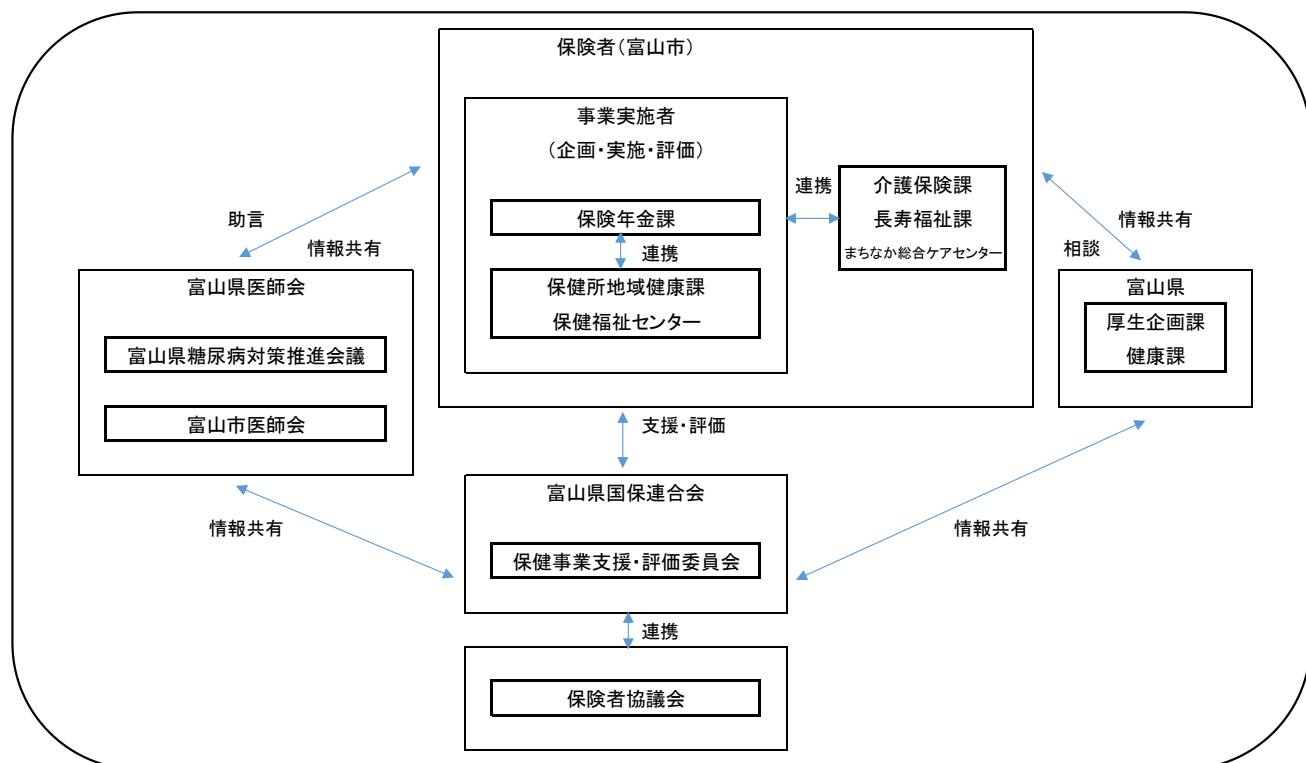 保険者（富山市）
事業実施者
（企画・実施・評価）
保険年金課
連携
保健所地域健康課
保健福祉センター
連携
介護保険課
長寿福祉課
まちなか総合ケアセンター
助言
情報共有
情報共有
相談
富山県医師会
富山県糖尿病対策推進会議
富山市医師会
富山県
厚生企画課
健康課
支援・評価
富山県国保連合会
保健事業支援・評価委員会
情報共有
情報共有
連携
保険者協議会